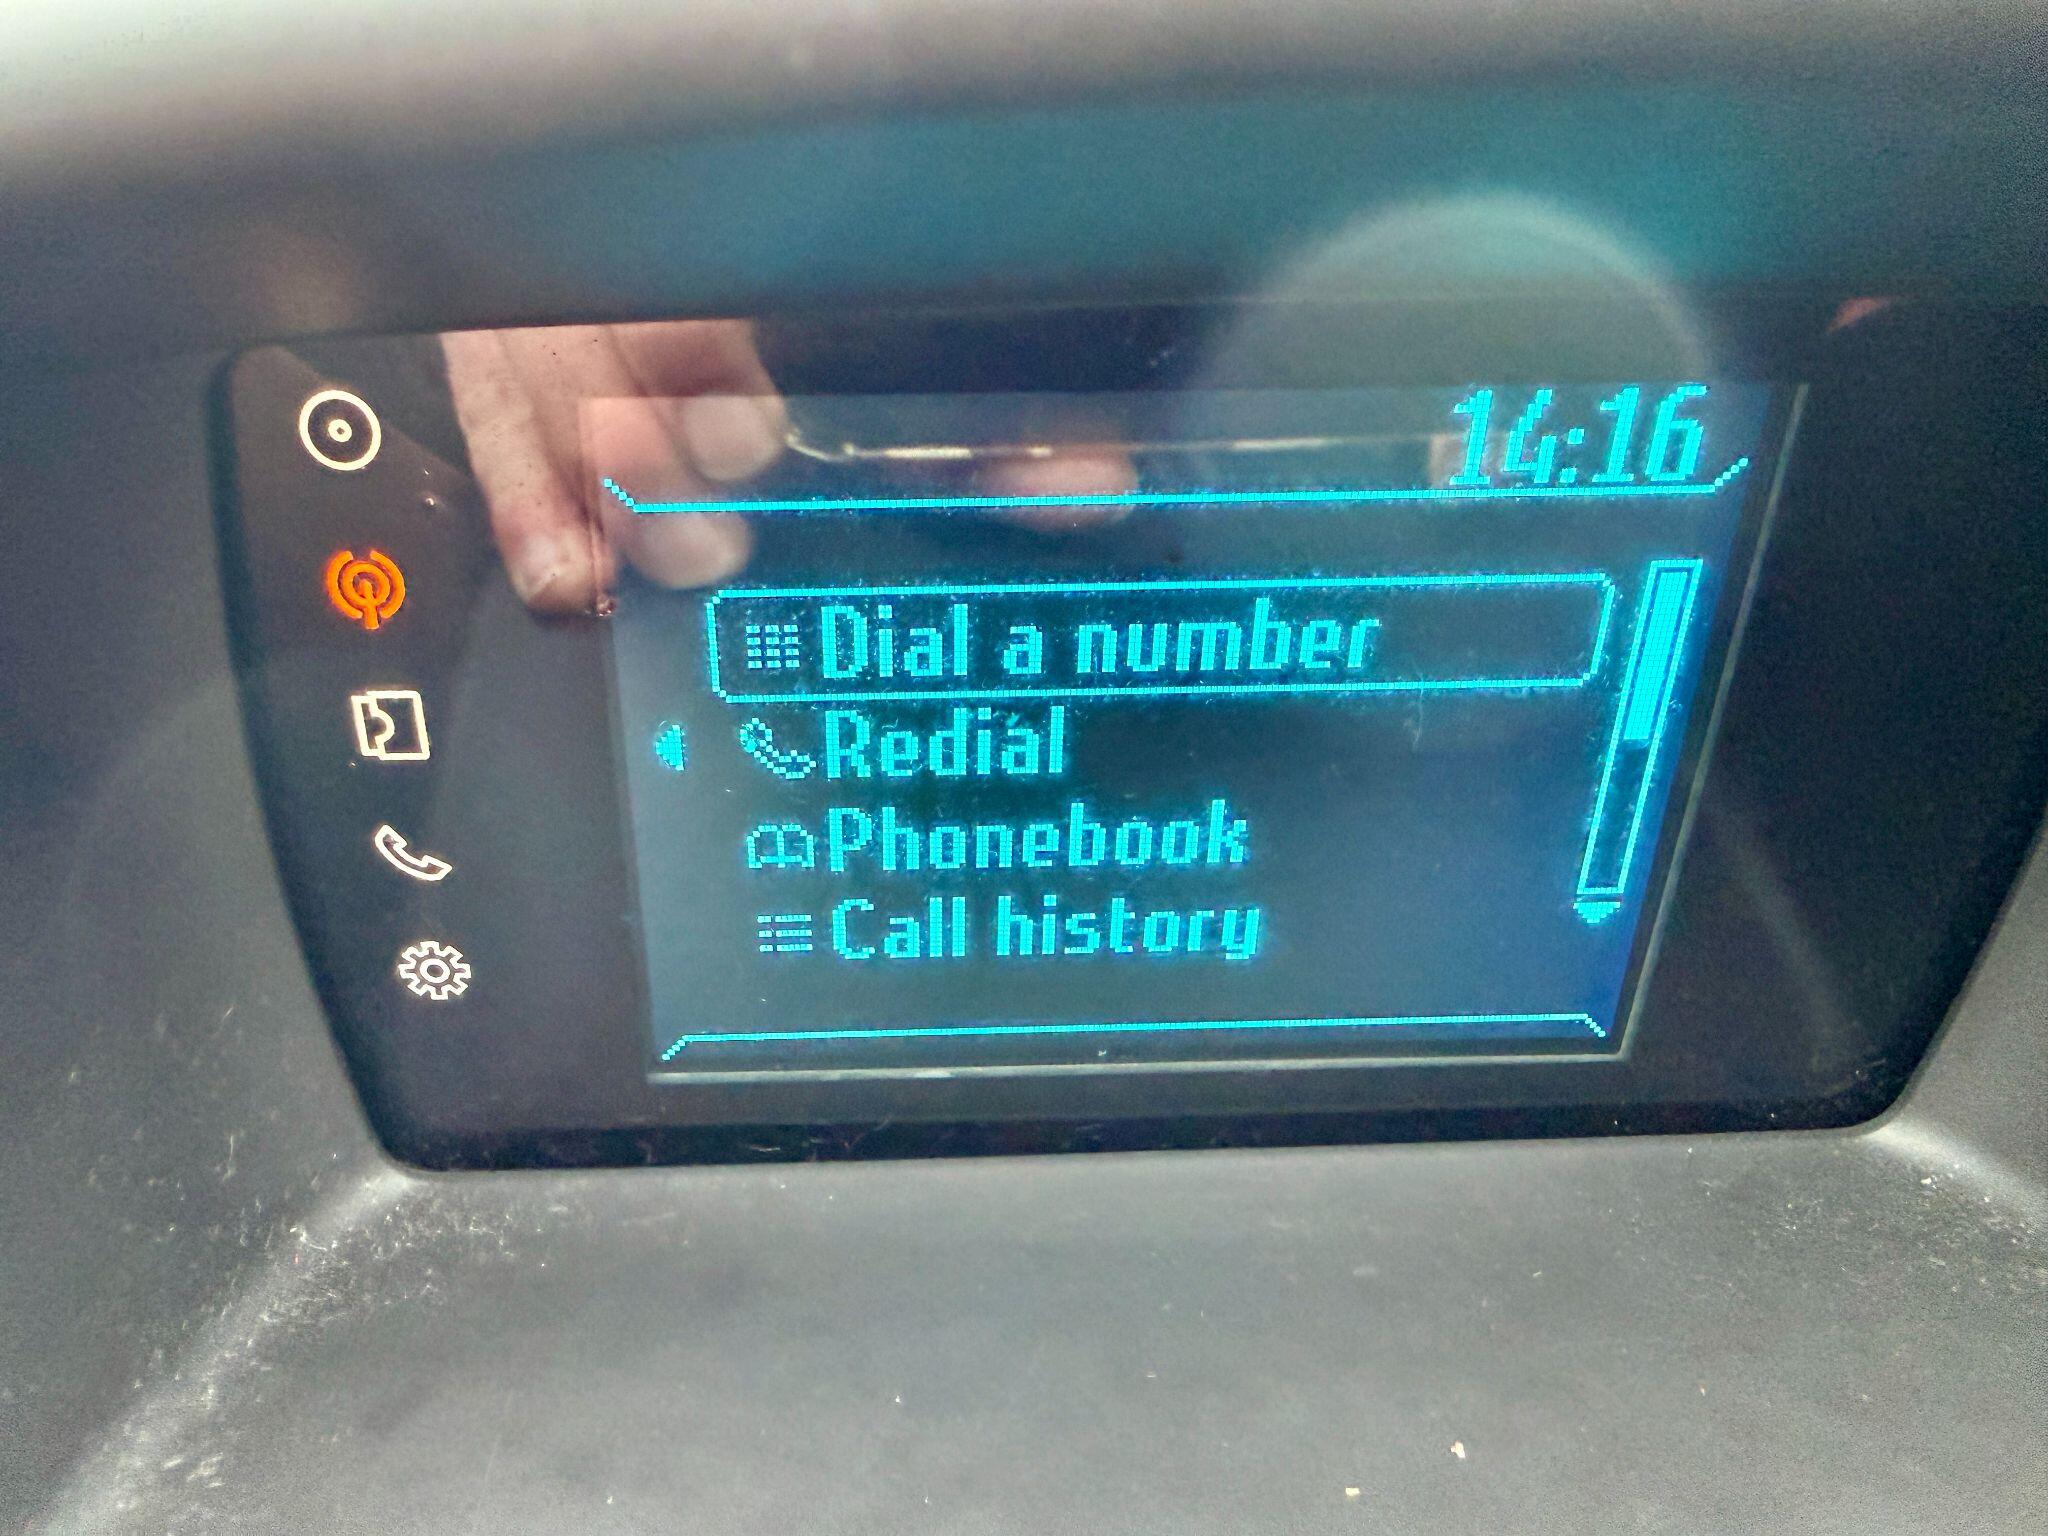 14:16
Dial a number
Redial
Phonebook
Call history